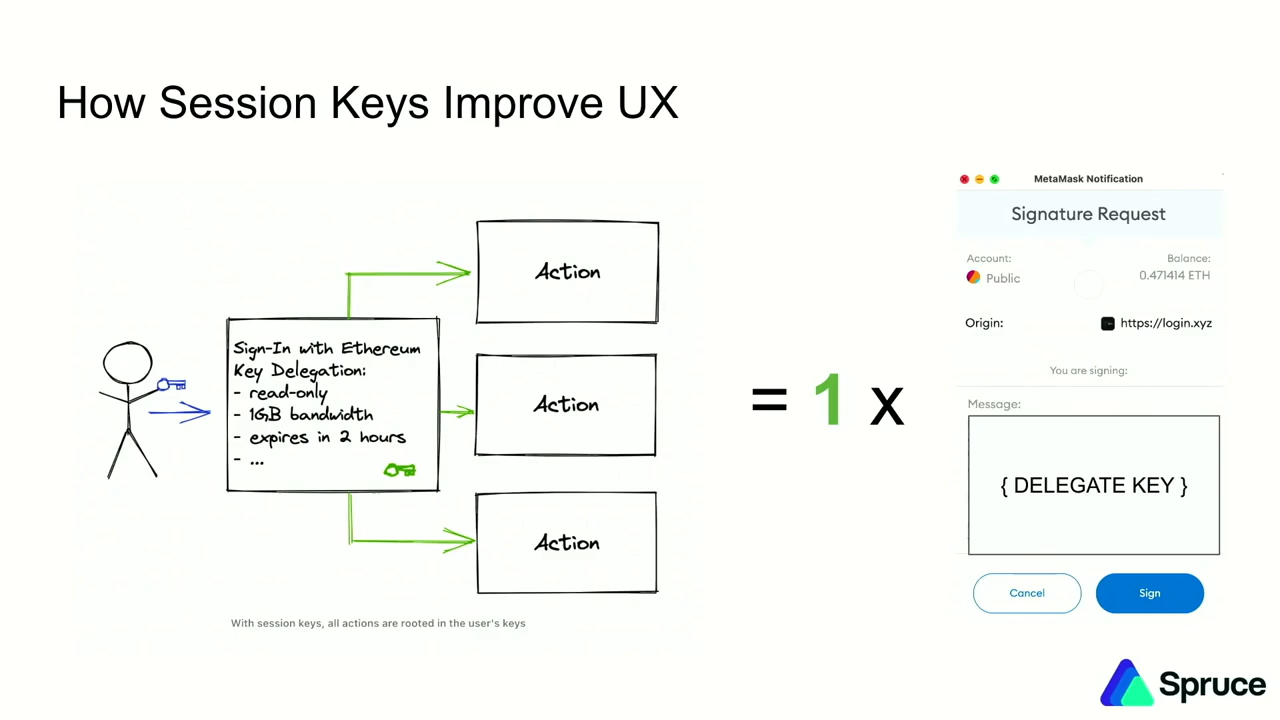 How Session Keys Improve UX
Action
Sign-In with Ethereum
Key Delegation:
- read-only
- 1GB bandwidth
- expires in 2 hours
- ...
Action
Action
With session keys, all actions are rooted in the user's keys
= 1 x
MetaMask Notification
Signature Request
Account:
Balance:
Public
0.471414 ETH
Origin:
https://login.xyz
You are signing:
Message:
{ DELEGATE KEY }
Cancel
Sign
Spruce